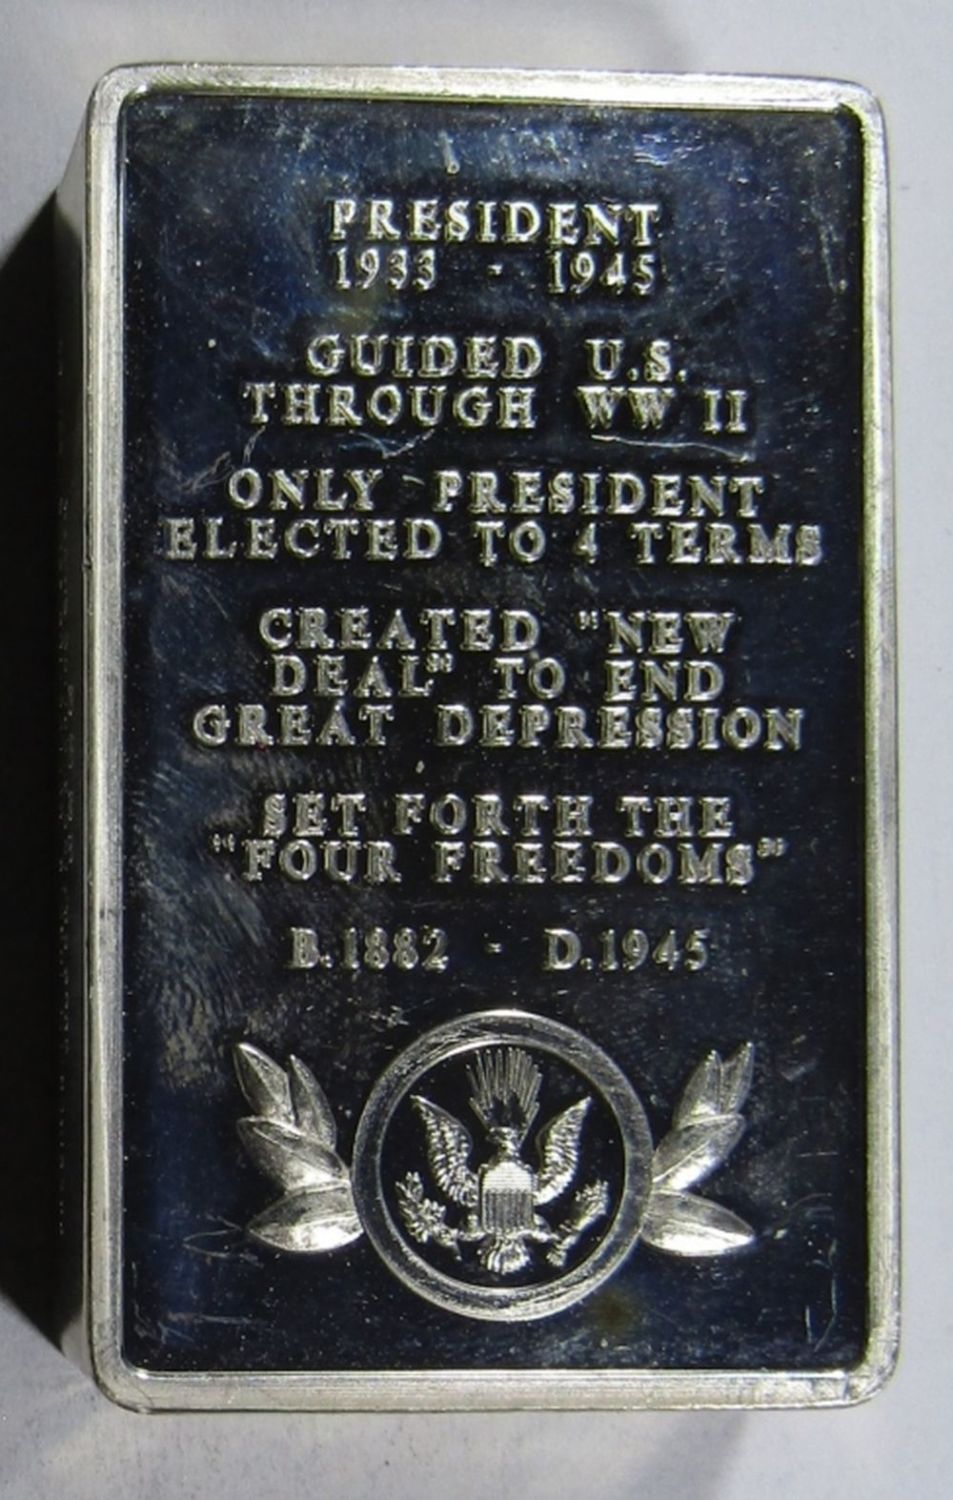 PRESIDENT
1933 - 1945
GUIDED U.S.
THROUGH WW II
ONLY PRESIDENT
ELECTED TO 4 TERMS
CREATED "NEW
DEAL" TO END
GREAT DEPRESSION
SET FORTH THE
"FOUR FREEDOMS"
B.1882 - D.1945